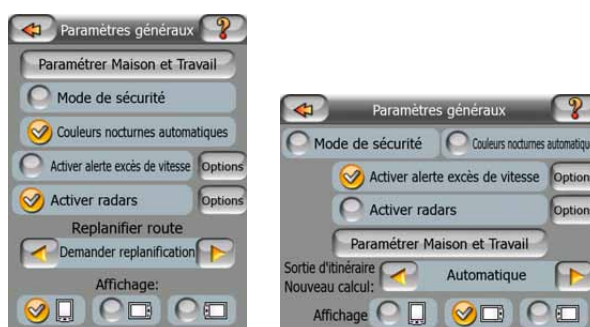 Paramètres généraux
Paramétrer Maison et Travail
Mode de sécurité
Couleurs nocturnes automatiques
Activer alerte excès de vitesse Options
Activer radars Options
Replanifier route
Demander replanification
Affichage:
Paramètres généraux
Mode de sécurité Couleurs nocturnes automatiqu
Activer alerte excès de vitesse Option
Activer radars Option
Paramétrer Maison et Travail
Sortie d'itinéraire
Nouveau calcul: Automatique
Affichage